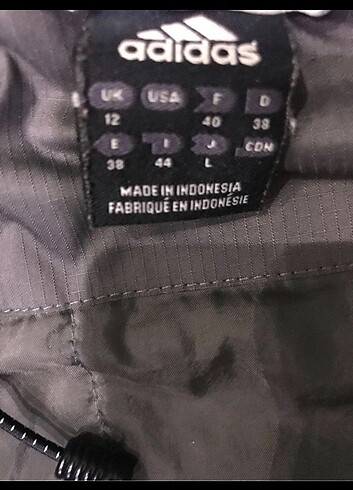 adidas
UK USA F D
12 40 38
E I J CDN
38 44 L
MADE IN INDONESIA
FABRIQUÉ EN INDONÉSIE